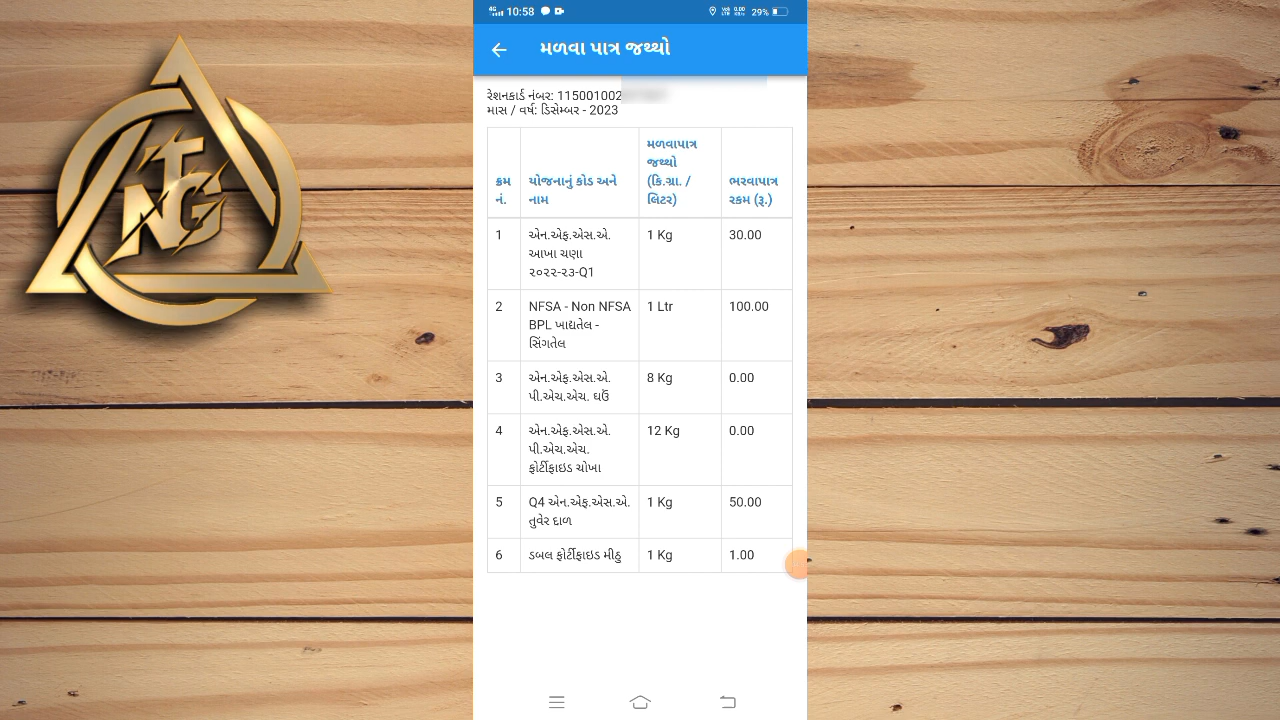 TNG
4G 10:58 29%
મળવા પાત્ર જથ્થો
રેશનકાર્ડ નંબર: 115001002
માસ / વર્ષ: ડિસેમ્બર - 2023
ક્રમ નં. યોજનાનું કોડ અને નામ મળવાપાત્ર જથ્થો (કિ.ગ્રા. / લિટર) ભરવાપાત્ર રકમ (રૂ.)
1 એન.એફ.એસ.એ. 1 Kg 30.00
આખા ચણા
૨૦૨૨-૨૩-Q1
2 NFSA - Non NFSA 1 Ltr 100.00
BPL ખાદ્યતેલ -
સિંગતેલ
3 એન.એફ.એસ.એ. 8 Kg 0.00
પી.એચ.એચ. ઘઉં
4 એન.એફ.એસ.એ. 12 Kg 0.00
પી.એચ.એચ.
ફોર્ટીફાઇડ ચોખા
5 Q4 એન.એફ.એસ.એ. 1 Kg 50.00
તુવેર દાળ
6 ડબલ ફોર્ટીફાઇડ મીઠુ 1 Kg 1.00